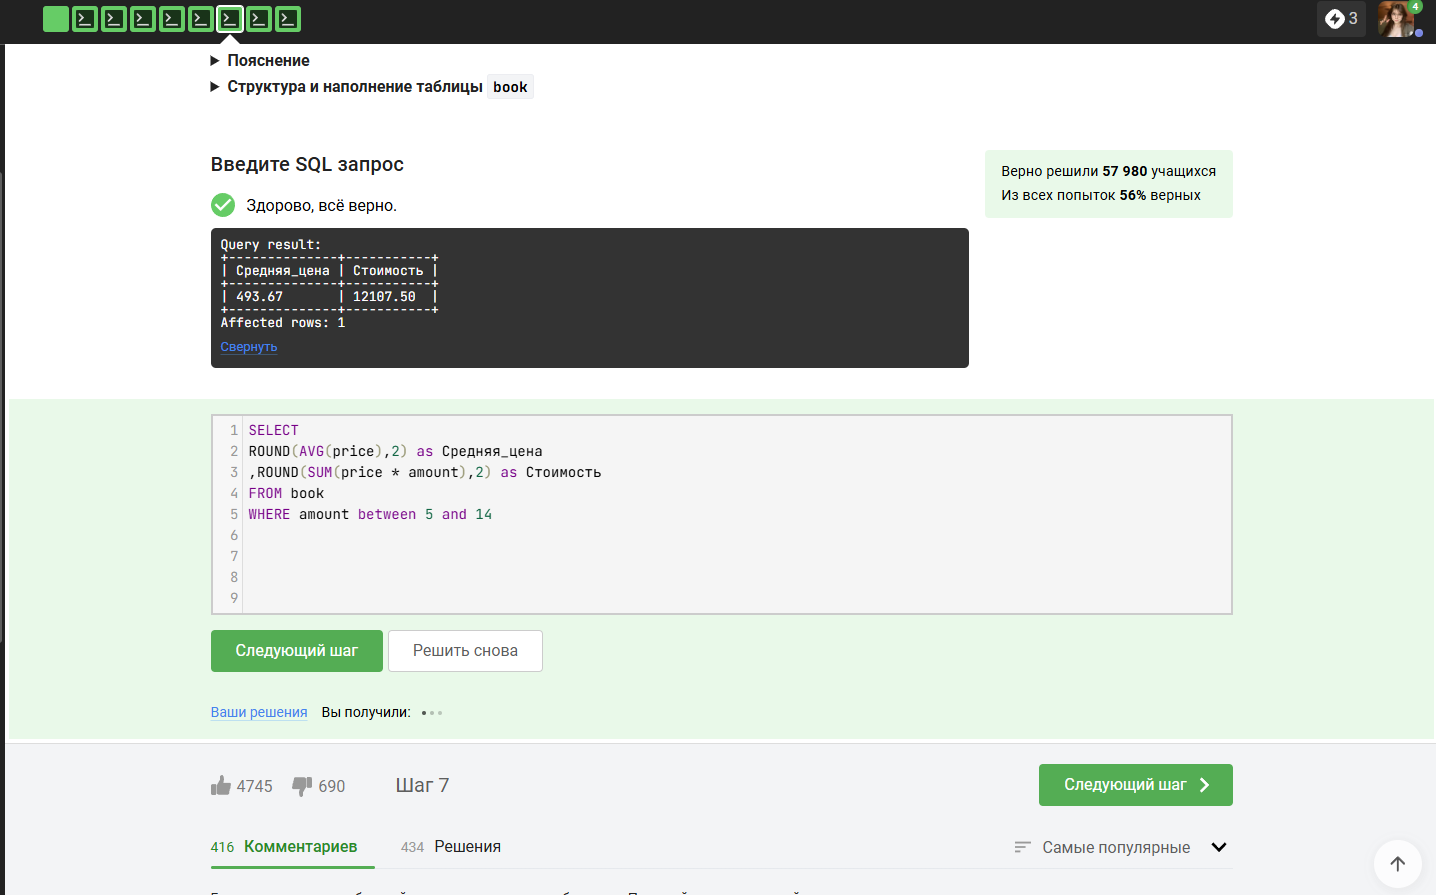 3
4
Пояснение
Структура и наполнение таблицы book
Введите SQL запрос
Здорово, всё верно.
Верно решили 57 980 учащихся
Из всех попыток 56% верных
Query result:
+--------------+-----------+
| Средняя_цена | Стоимость |
+--------------+-----------+
| 493.67       | 12107.50  |
+--------------+-----------+
Affected rows: 1
Свернуть
1 SELECT
2 ROUND(AVG(price),2) as Средняя_цена
3 ,ROUND(SUM(price * amount),2) as Стоимость
4 FROM book
5 WHERE amount between 5 and 14
6
7
8
9
Следующий шаг
Решить снова
Ваши решения Вы получили:
4745 690 Шаг 7
Следующий шаг
416 Комментариев 434 Решения
Самые популярные